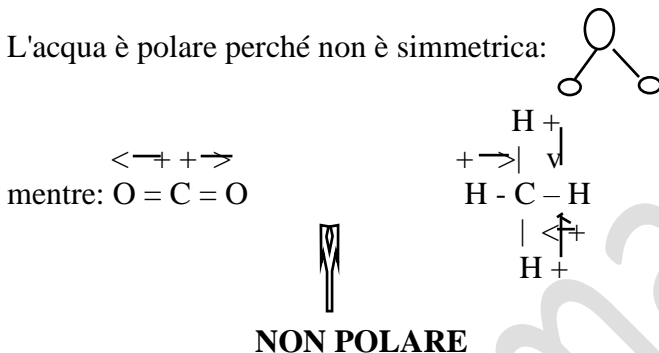 L'acqua è polare perché non è simmetrica:
H +
< + + > + >| v
mentre: O = C = O H - C – H
| < +
H +
NON POLARE